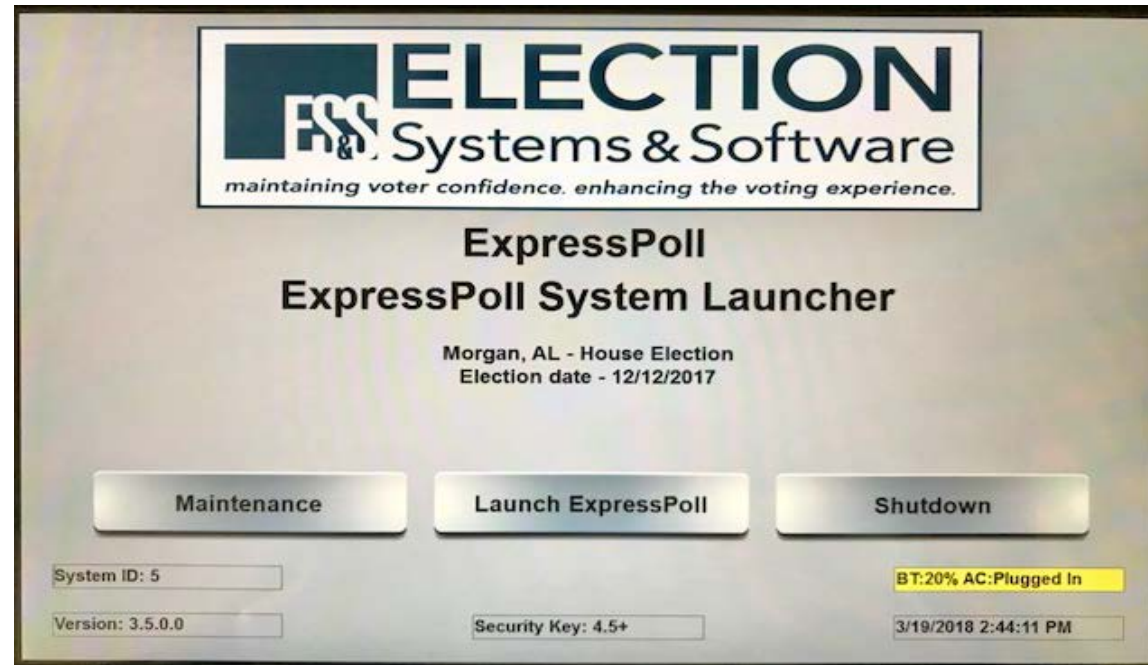 ES&S
ELECTION
Systems & Software
maintaining voter confidence. enhancing the voting experience.
ExpressPoll
ExpressPoll System Launcher
Morgan, AL - House Election
Election date - 12/12/2017
Maintenance
Launch ExpressPoll
Shutdown
System ID: 5
BT:20% AC:Plugged In
Version: 3.5.0.0
Security Key: 4.5+
3/19/2018 2:44:11 PM